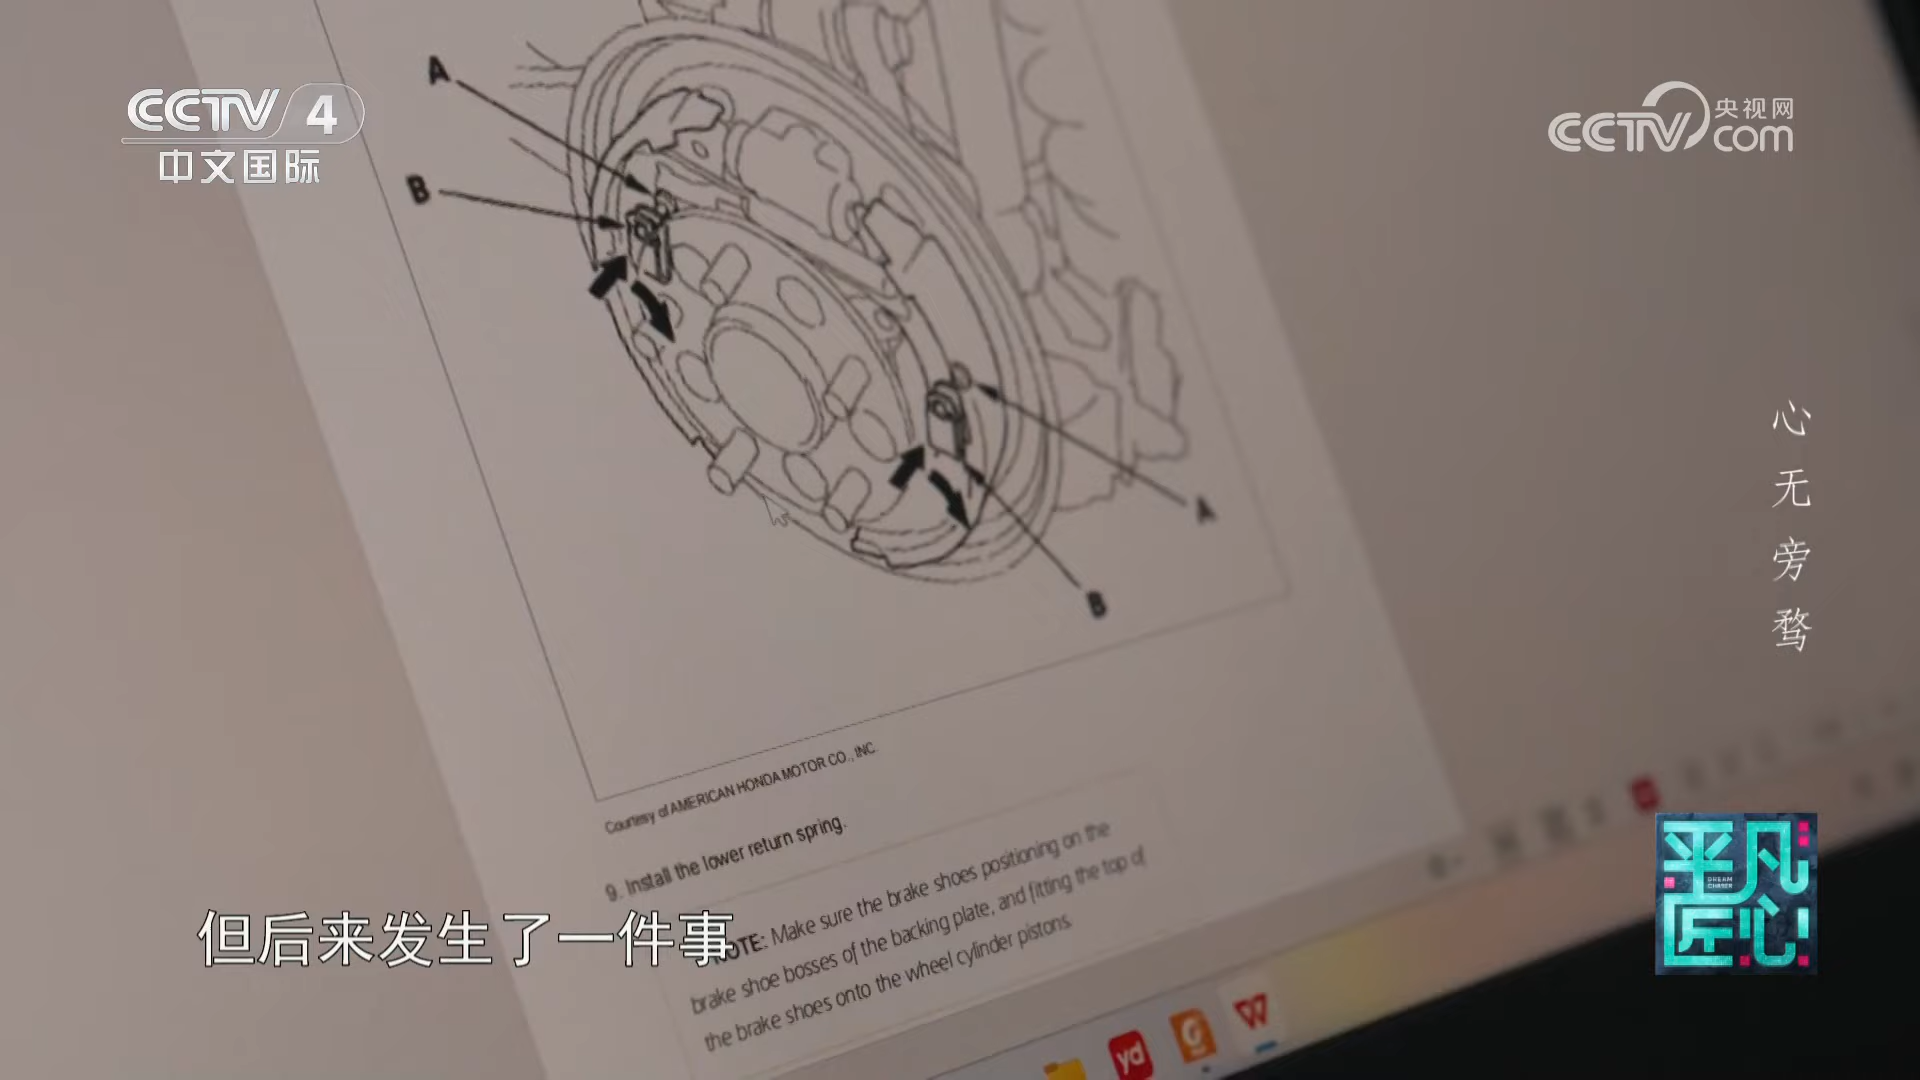 CCTV 4
中文国际
央视网
CCTV com
A
B
A
B
心无旁骛
Courtesy of AMERICAN HONDA MOTOR CO., INC.
9. Install the lower return spring.
NOTE: Make sure the brake shoes positioning on the
brake shoe bosses of the backing plate, and fitting the top of
the brake shoes onto the wheel cylinder pistons.
但后来发生了一件事
平凡
DREAM
CHASER
匠心
yd